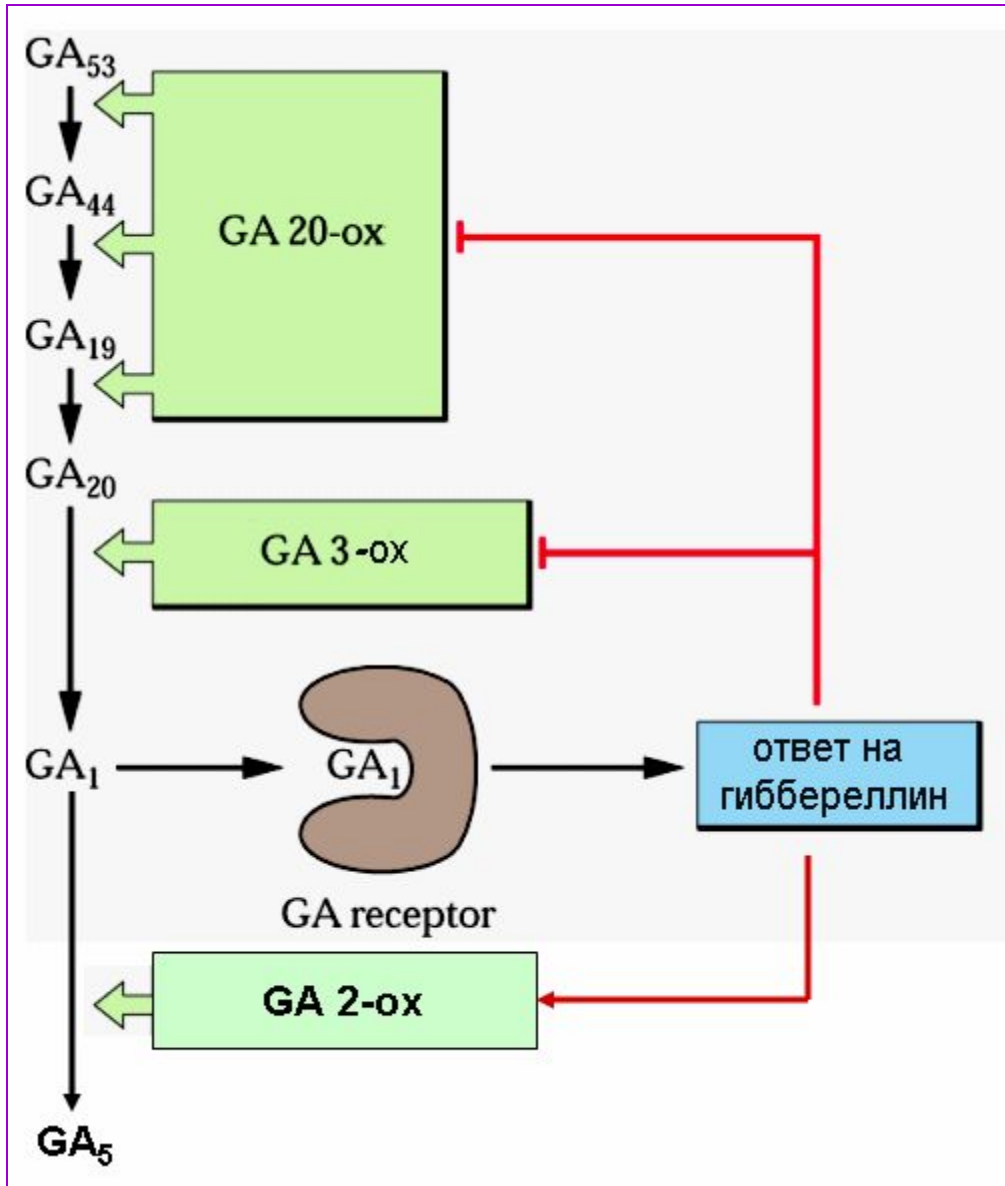 GA₅₃
GA₄₄
GA 20-ox
GA₁₉
GA₂₀
GA 3-ox
GA₁
GA₁
ответ на
гиббереллин
GA receptor
GA 2-ox
GA₅